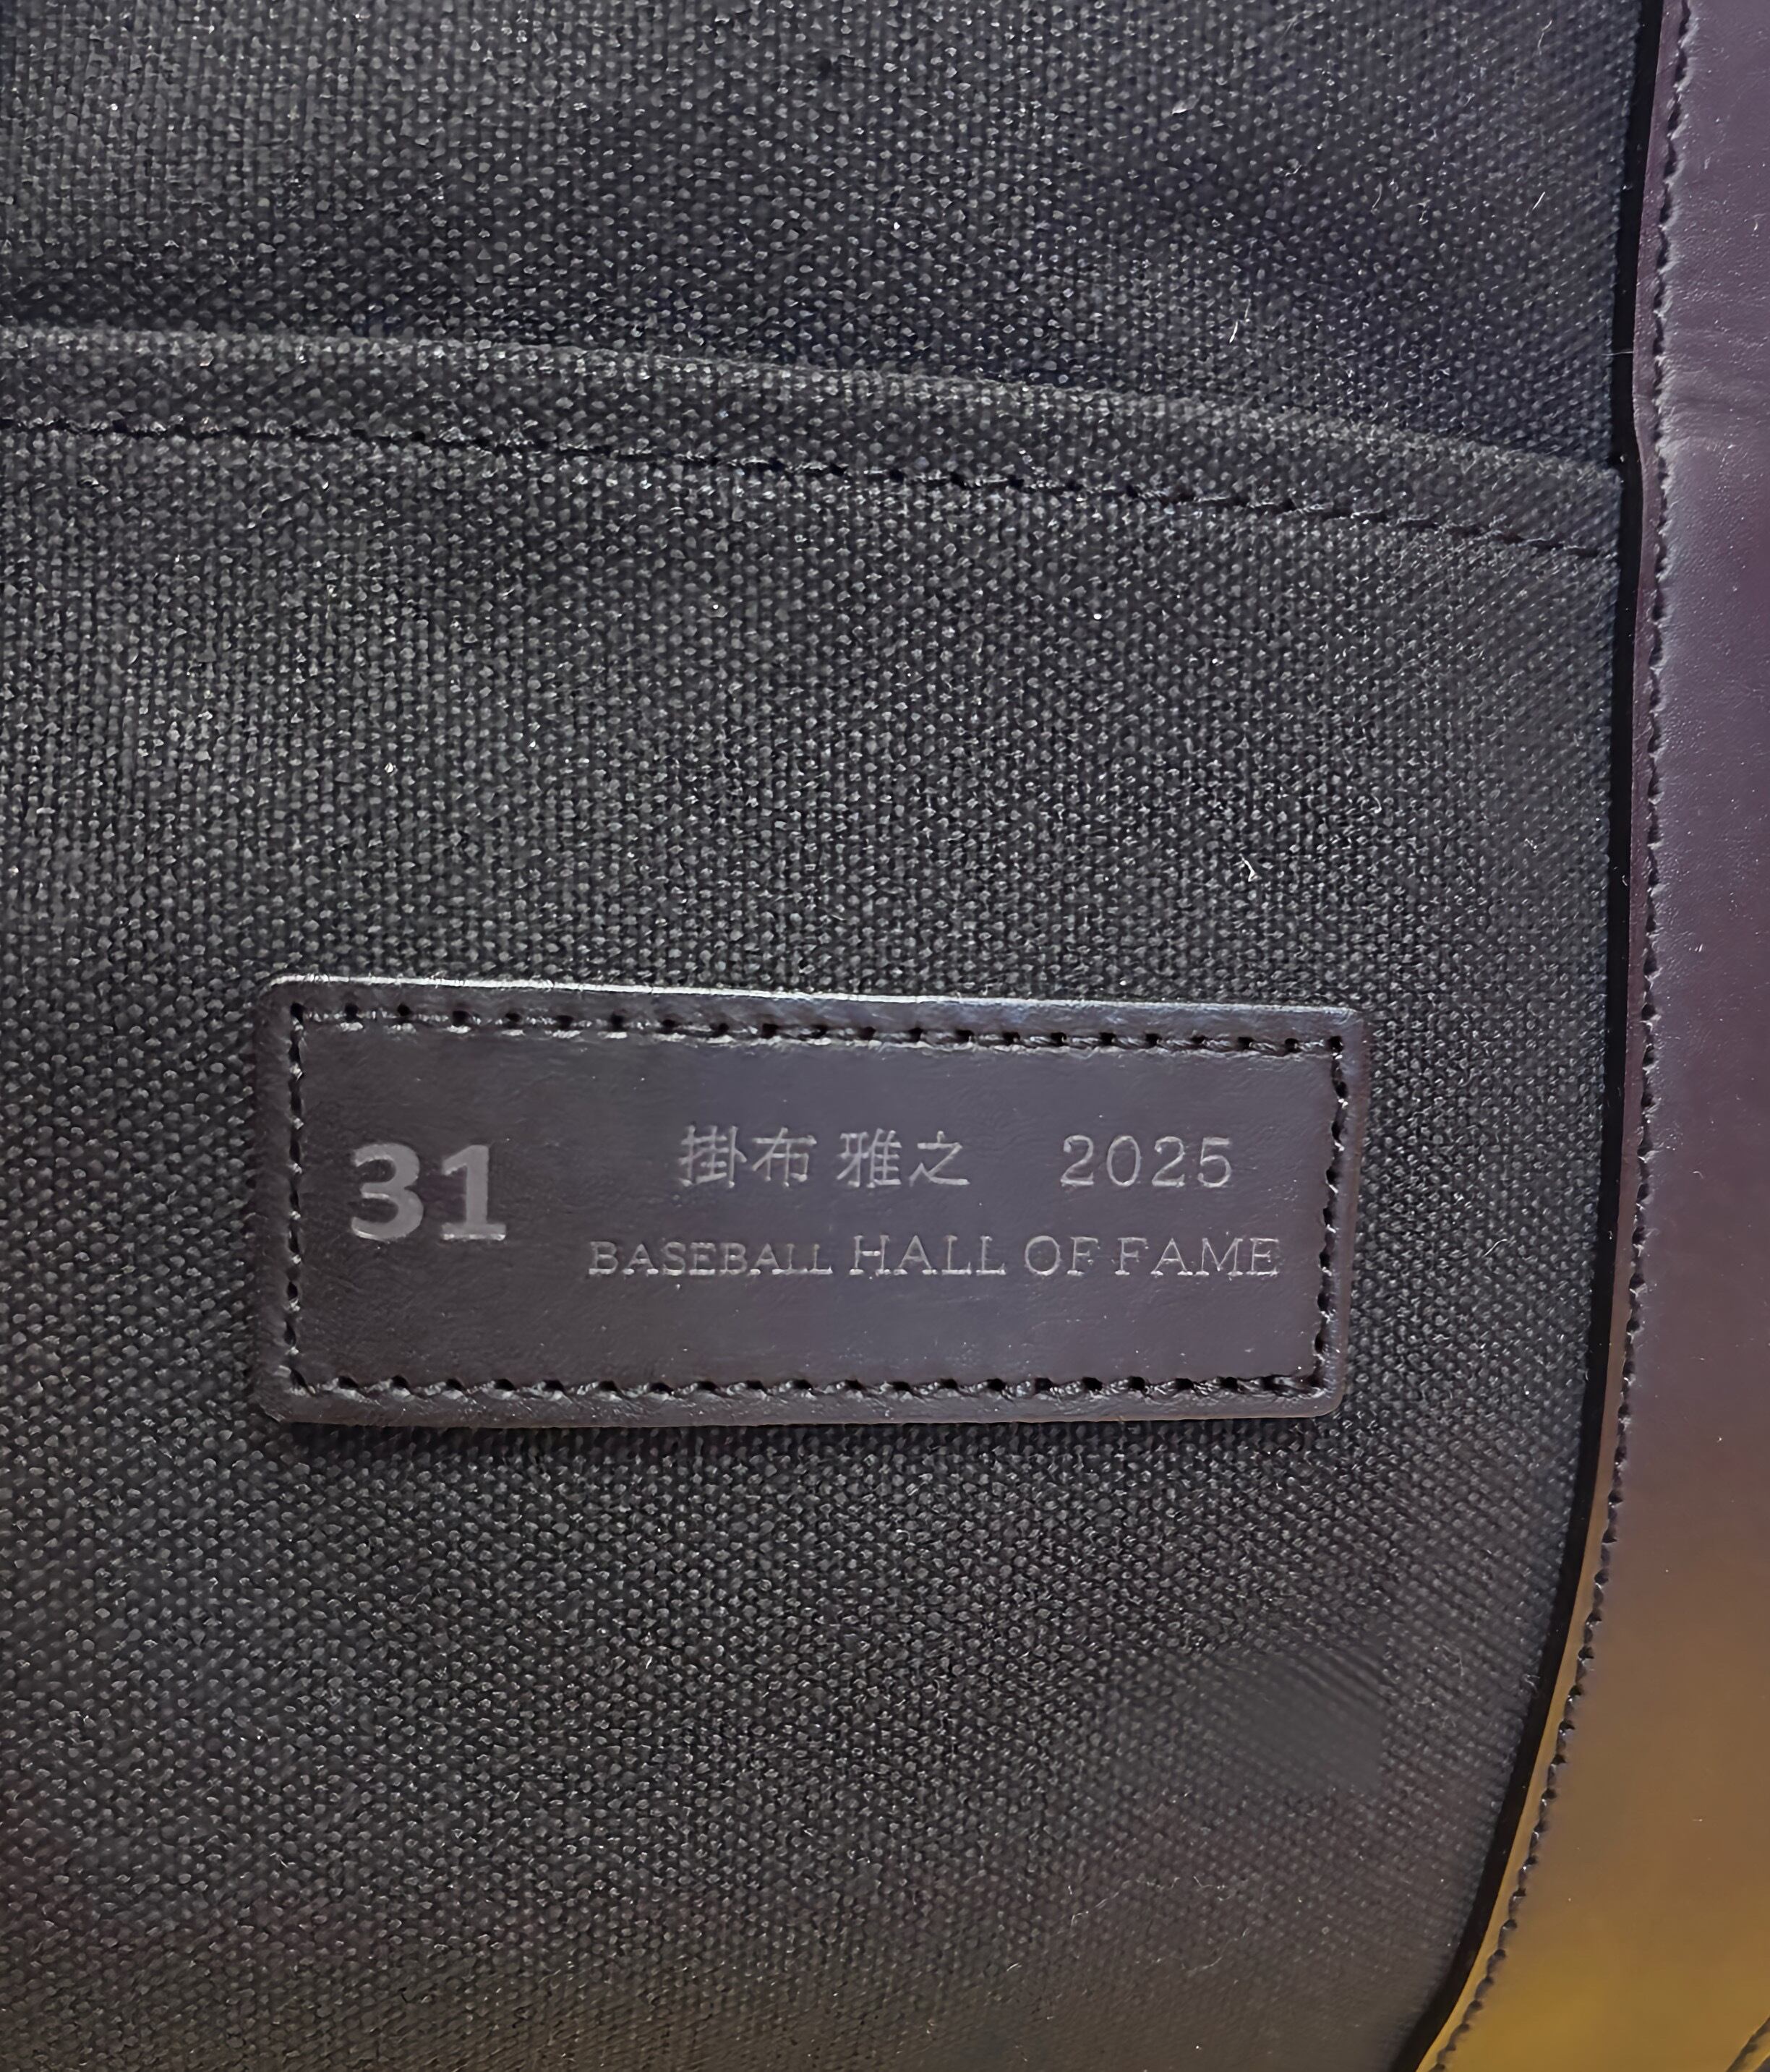 31
掛布 雅之 2025
BASEBALL HALL OF FAME